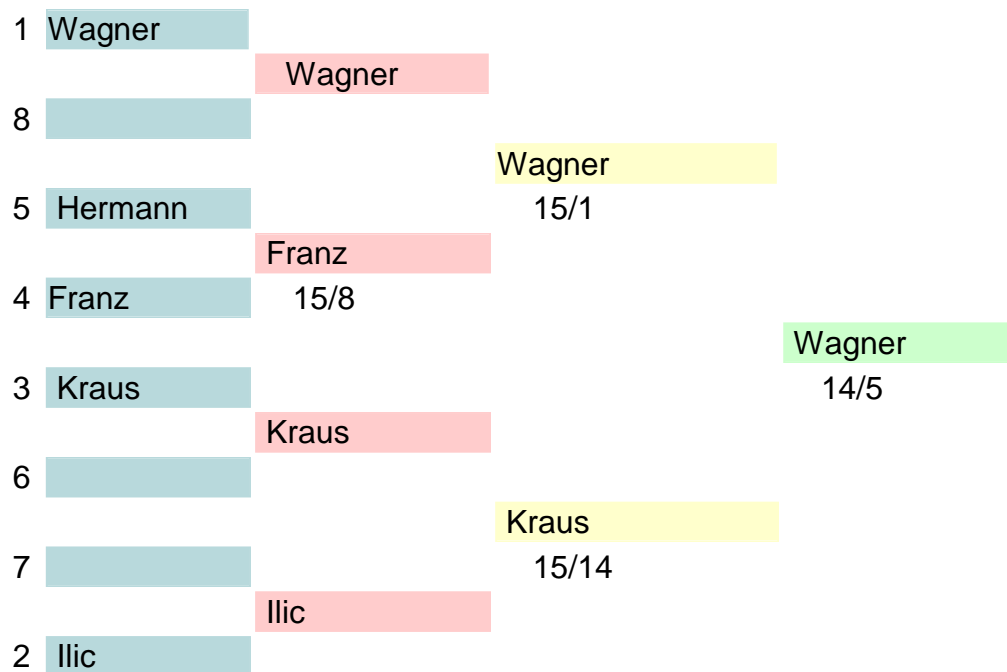 1 Wagner
Wagner
8
Wagner
5 Hermann 15/1
Franz
4 Franz 15/8
Wagner
3 Kraus 14/5
Kraus
6
Kraus
7 15/14
Ilic
2 Ilic